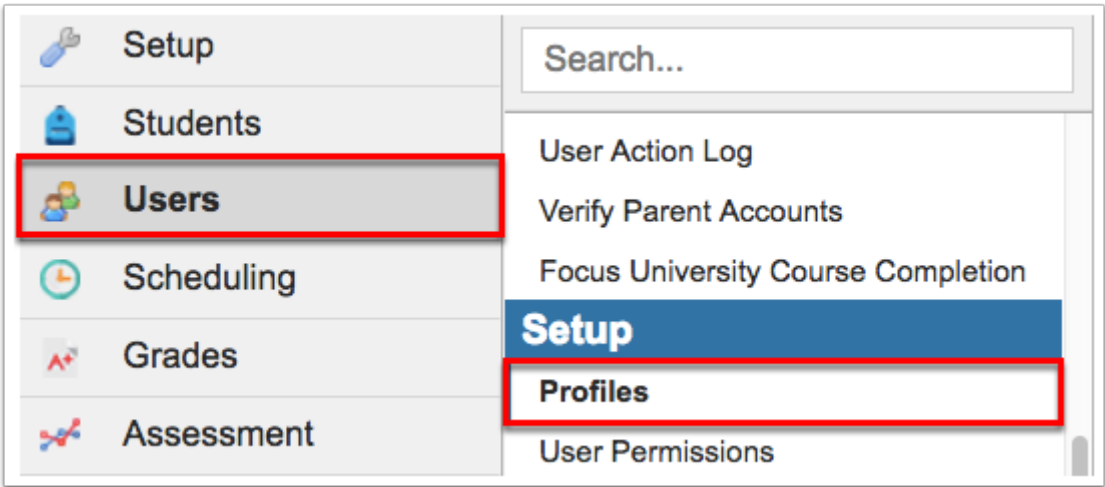 Setup
Students
Users
Scheduling
A+ Grades
Assessment
Search...
User Action Log
Verify Parent Accounts
Focus University Course Completion
Setup
Profiles
User Permissions